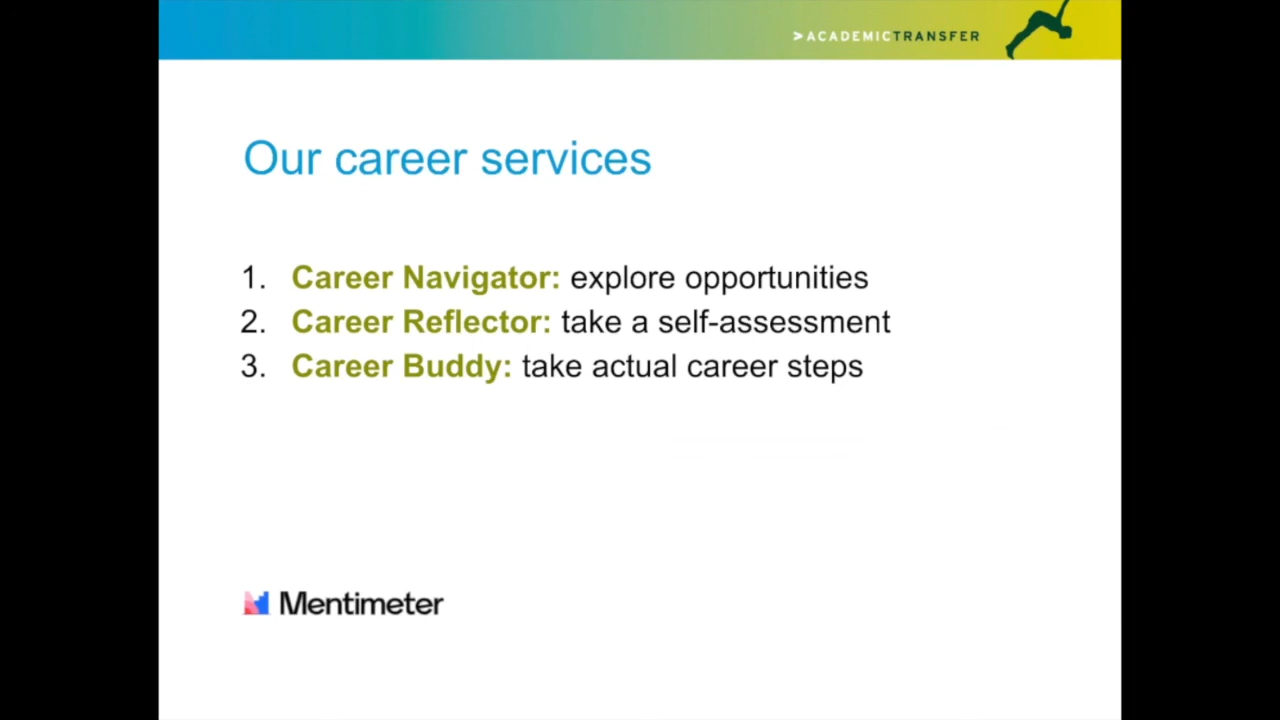 >ACADEMICTRANSFER
Our career services
1. Career Navigator: explore opportunities
2. Career Reflector: take a self-assessment
3. Career Buddy: take actual career steps
Mentimeter